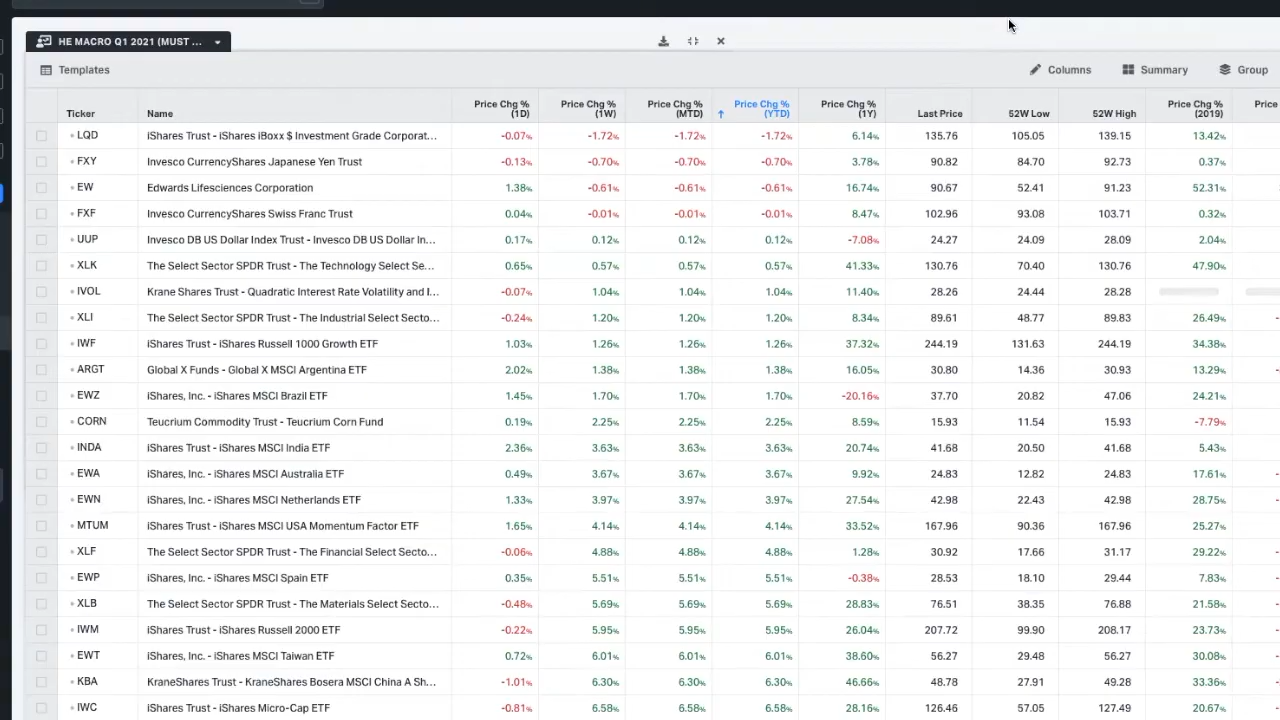 HE MACRO Q1 2021 (MUST ...
Templates Columns Summary Group
Ticker Name Price Chg % (1D) Price Chg % (1W) Price Chg % (MTD) ↑ Price Chg % (YTD) Price Chg % (1Y) Last Price 52W Low 52W High Price Chg % (2019) Price
LQD iShares Trust - iShares iBoxx $ Investment Grade Corporat... -0.07% -1.72% -1.72% -1.72% 6.14% 135.76 105.05 139.15 13.42%
FXY Invesco CurrencyShares Japanese Yen Trust -0.13% -0.70% -0.70% -0.70% 3.78% 90.82 84.70 92.73 0.37%
EW Edwards Lifesciences Corporation 1.38% -0.61% -0.61% -0.61% 16.74% 90.67 52.41 91.23 52.31%
FXF Invesco CurrencyShares Swiss Franc Trust 0.04% -0.01% -0.01% -0.01% 8.47% 102.96 93.08 103.71 0.32%
UUP Invesco DB US Dollar Index Trust - Invesco DB US Dollar In... 0.17% 0.12% 0.12% 0.12% -7.08% 24.27 24.09 28.09 2.04%
XLK The Select Sector SPDR Trust - The Technology Select Se... 0.65% 0.57% 0.57% 0.57% 41.33% 130.76 70.40 130.76 47.90%
IVOL Krane Shares Trust - Quadratic Interest Rate Volatility and I... -0.07% 1.04% 1.04% 1.04% 11.40% 28.26 24.44 28.28
XLI The Select Sector SPDR Trust - The Industrial Select Secto... -0.24% 1.20% 1.20% 1.20% 8.34% 89.61 48.77 89.83 26.49% -
IWF iShares Trust - iShares Russell 1000 Growth ETF 1.03% 1.26% 1.26% 1.26% 37.32% 244.19 131.63 244.19 34.38%
ARGT Global X Funds - Global X MSCI Argentina ETF 2.02% 1.38% 1.38% 1.38% 16.05% 30.80 14.36 30.93 13.29% -
EWZ iShares, Inc. - iShares MSCI Brazil ETF 1.45% 1.70% 1.70% 1.70% -20.16% 37.70 20.82 47.06 24.21%
CORN Teucrium Commodity Trust - Teucrium Corn Fund 0.19% 2.25% 2.25% 2.25% 8.59% 15.93 11.54 15.93 -7.79%
INDA iShares Trust - iShares MSCI India ETF 2.36% 3.63% 3.63% 3.63% 20.74% 41.68 20.50 41.68 5.43%
EWA iShares, Inc. - iShares MSCI Australia ETF 0.49% 3.67% 3.67% 3.67% 9.92% 24.83 12.82 24.83 17.61% -
EWN iShares, Inc. - iShares MSCI Netherlands ETF 1.33% 3.97% 3.97% 3.97% 27.54% 42.98 22.43 42.98 28.75% -
MTUM iShares Trust - iShares MSCI USA Momentum Factor ETF 1.65% 4.14% 4.14% 4.14% 33.52% 167.96 90.36 167.96 25.27% -
XLF The Select Sector SPDR Trust - The Financial Select Secto... -0.06% 4.88% 4.88% 4.88% 1.28% 30.92 17.66 31.17 29.22% -
EWP iShares, Inc. - iShares MSCI Spain ETF 0.35% 5.51% 5.51% 5.51% -0.38% 28.53 18.10 29.44 7.83% -
XLB The Select Sector SPDR Trust - The Materials Select Secto... -0.48% 5.69% 5.69% 5.69% 28.83% 76.51 38.35 76.88 21.58% -
IWM iShares Trust - iShares Russell 2000 ETF -0.22% 5.95% 5.95% 5.95% 26.04% 207.72 99.90 208.17 23.73% -
EWT iShares, Inc. - iShares MSCI Taiwan ETF 0.72% 6.01% 6.01% 6.01% 38.60% 56.27 29.48 56.27 30.08% -
KBA KraneShares Trust - KraneShares Bosera MSCI China A Sh... -1.01% 6.30% 6.30% 6.30% 46.66% 48.78 27.91 49.28 33.36% -
IWC iShares Trust - iShares Micro-Cap ETF -0.81% 6.58% 6.58% 6.58% 28.16% 126.46 57.05 127.49 20.67% -